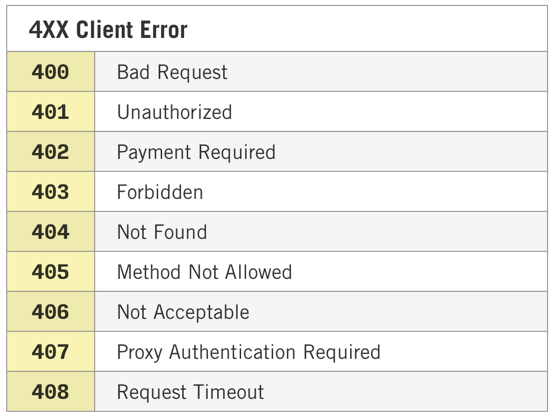 4XX Client Error
400 Bad Request
401 Unauthorized
402 Payment Required
403 Forbidden
404 Not Found
405 Method Not Allowed
406 Not Acceptable
407 Proxy Authentication Required
408 Request Timeout